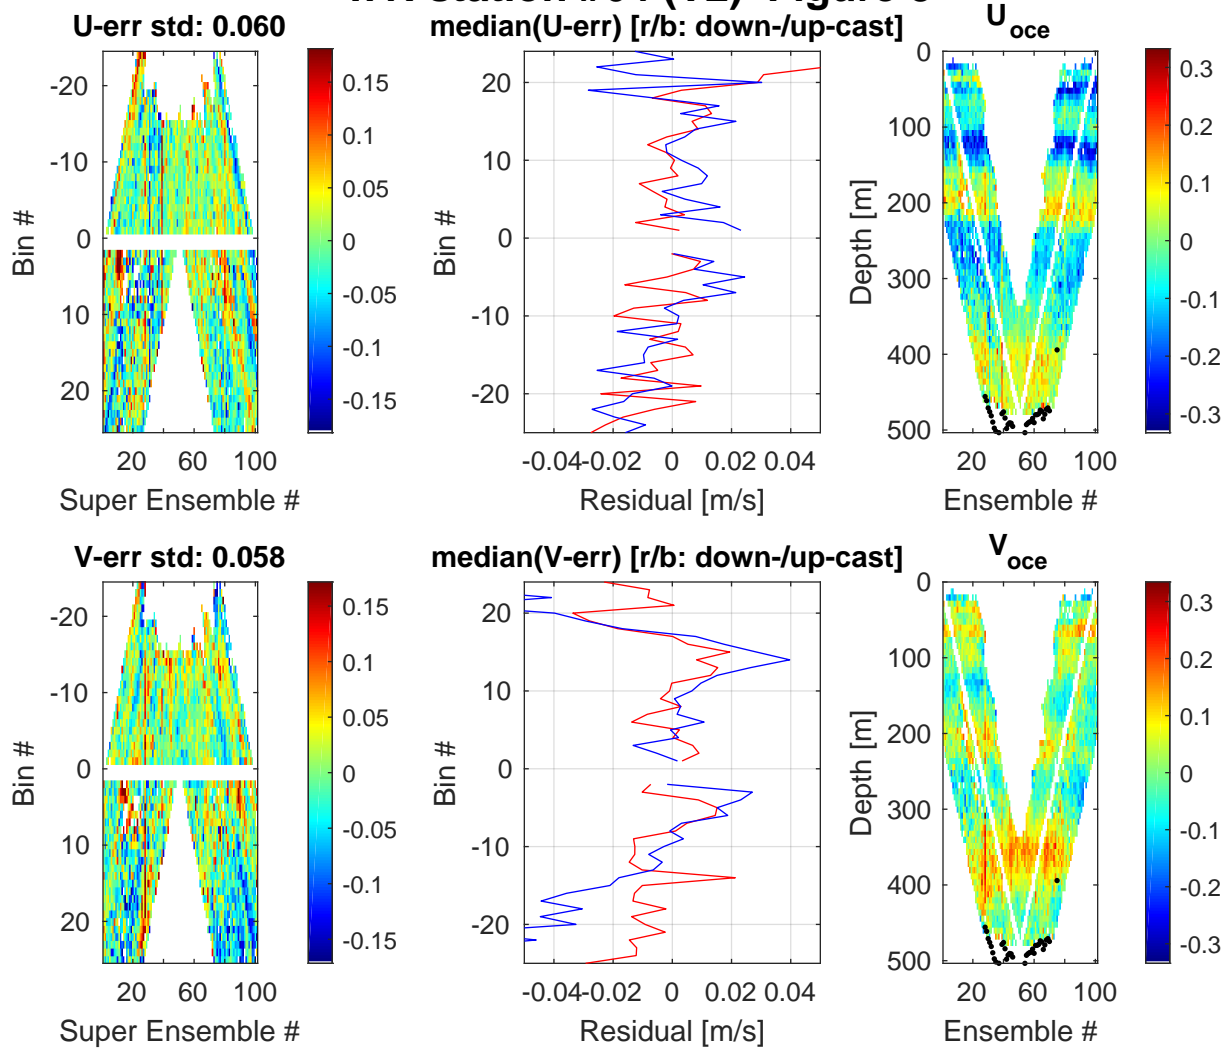 U-err std: 0.060
-20
-10
0
10
20
Bin #
20 60 100
Super Ensemble #
0.15
0.1
0.05
0
-0.05
-0.1
-0.15
median(U-err) [r/b: down-/up-cast]
20
10
0
-10
-20
Bin #
-0.04 -0.02 0 0.02 0.04
Residual [m/s]
U oce
0
100
200
300
400
500
Depth [m]
20 60 100
Ensemble #
0.3
0.2
0.1
0
-0.1
-0.2
-0.3
V-err std: 0.058
-20
-10
0
10
20
Bin #
20 60 100
Super Ensemble #
0.15
0.1
0.05
0
-0.05
-0.1
-0.15
median(V-err) [r/b: down-/up-cast]
20
10
0
-10
-20
Bin #
-0.04 -0.02 0 0.02 0.04
Residual [m/s]
V oce
0
100
200
300
400
500
Depth [m]
20 60 100
Ensemble #
0.3
0.2
0.1
0
-0.1
-0.2
-0.3